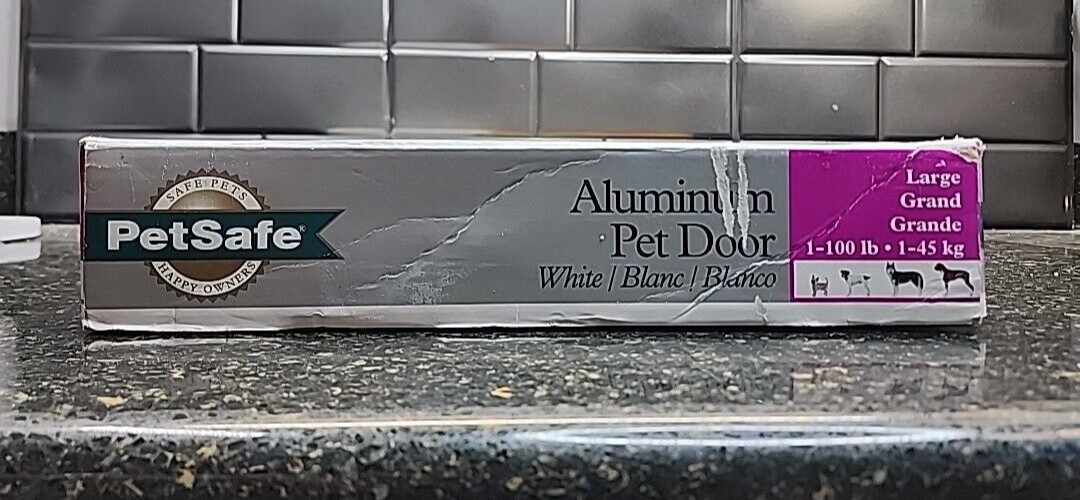 SAFE PETS
PetSafe®
HAPPY OWNERS
Aluminum
Pet Door
White / Blanc / Blanco
Large
Grand
Grande
1-100 lb • 1-45 kg